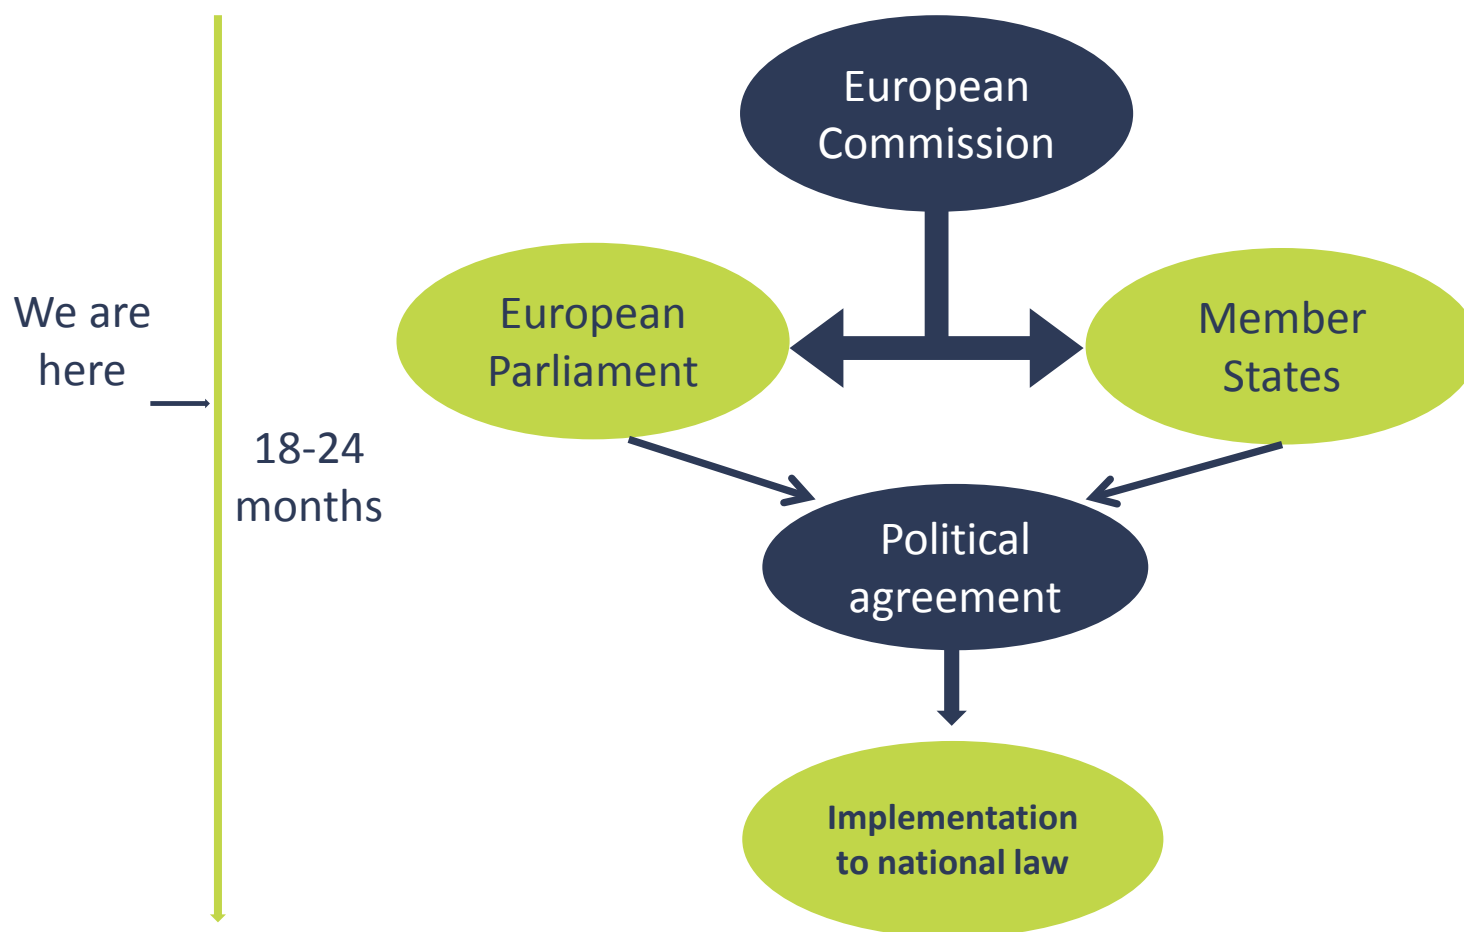 European
Commission
We are
here
European
Parliament
Member
States
18-24
months
Political
agreement
Implementation
to national law